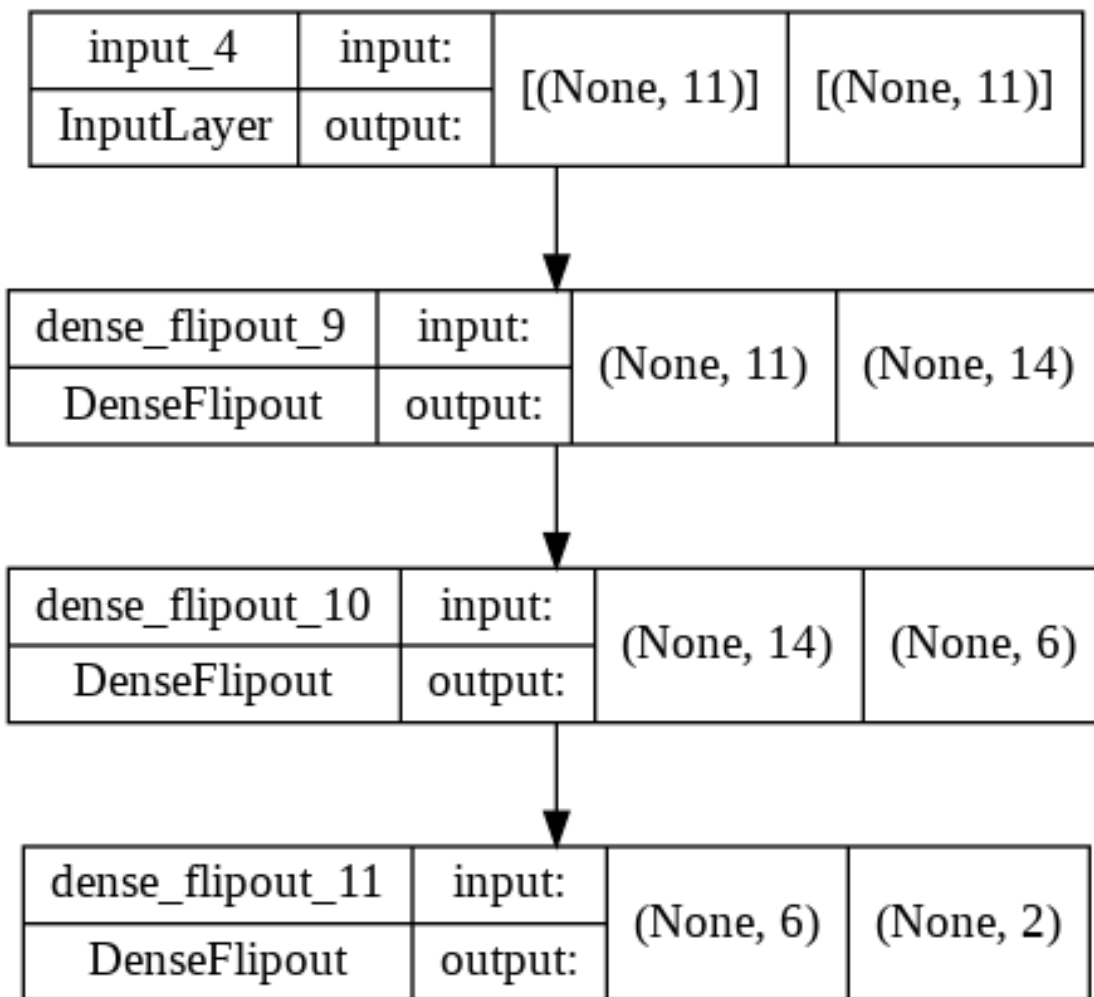 input_4 input: [(None, 11)] [(None, 11)]
InputLayer output:
dense_flipout_9 input: (None, 11) (None, 14)
DenseFlipout output:
dense_flipout_10 input: (None, 14) (None, 6)
DenseFlipout output:
dense_flipout_11 input: (None, 6) (None, 2)
DenseFlipout output: